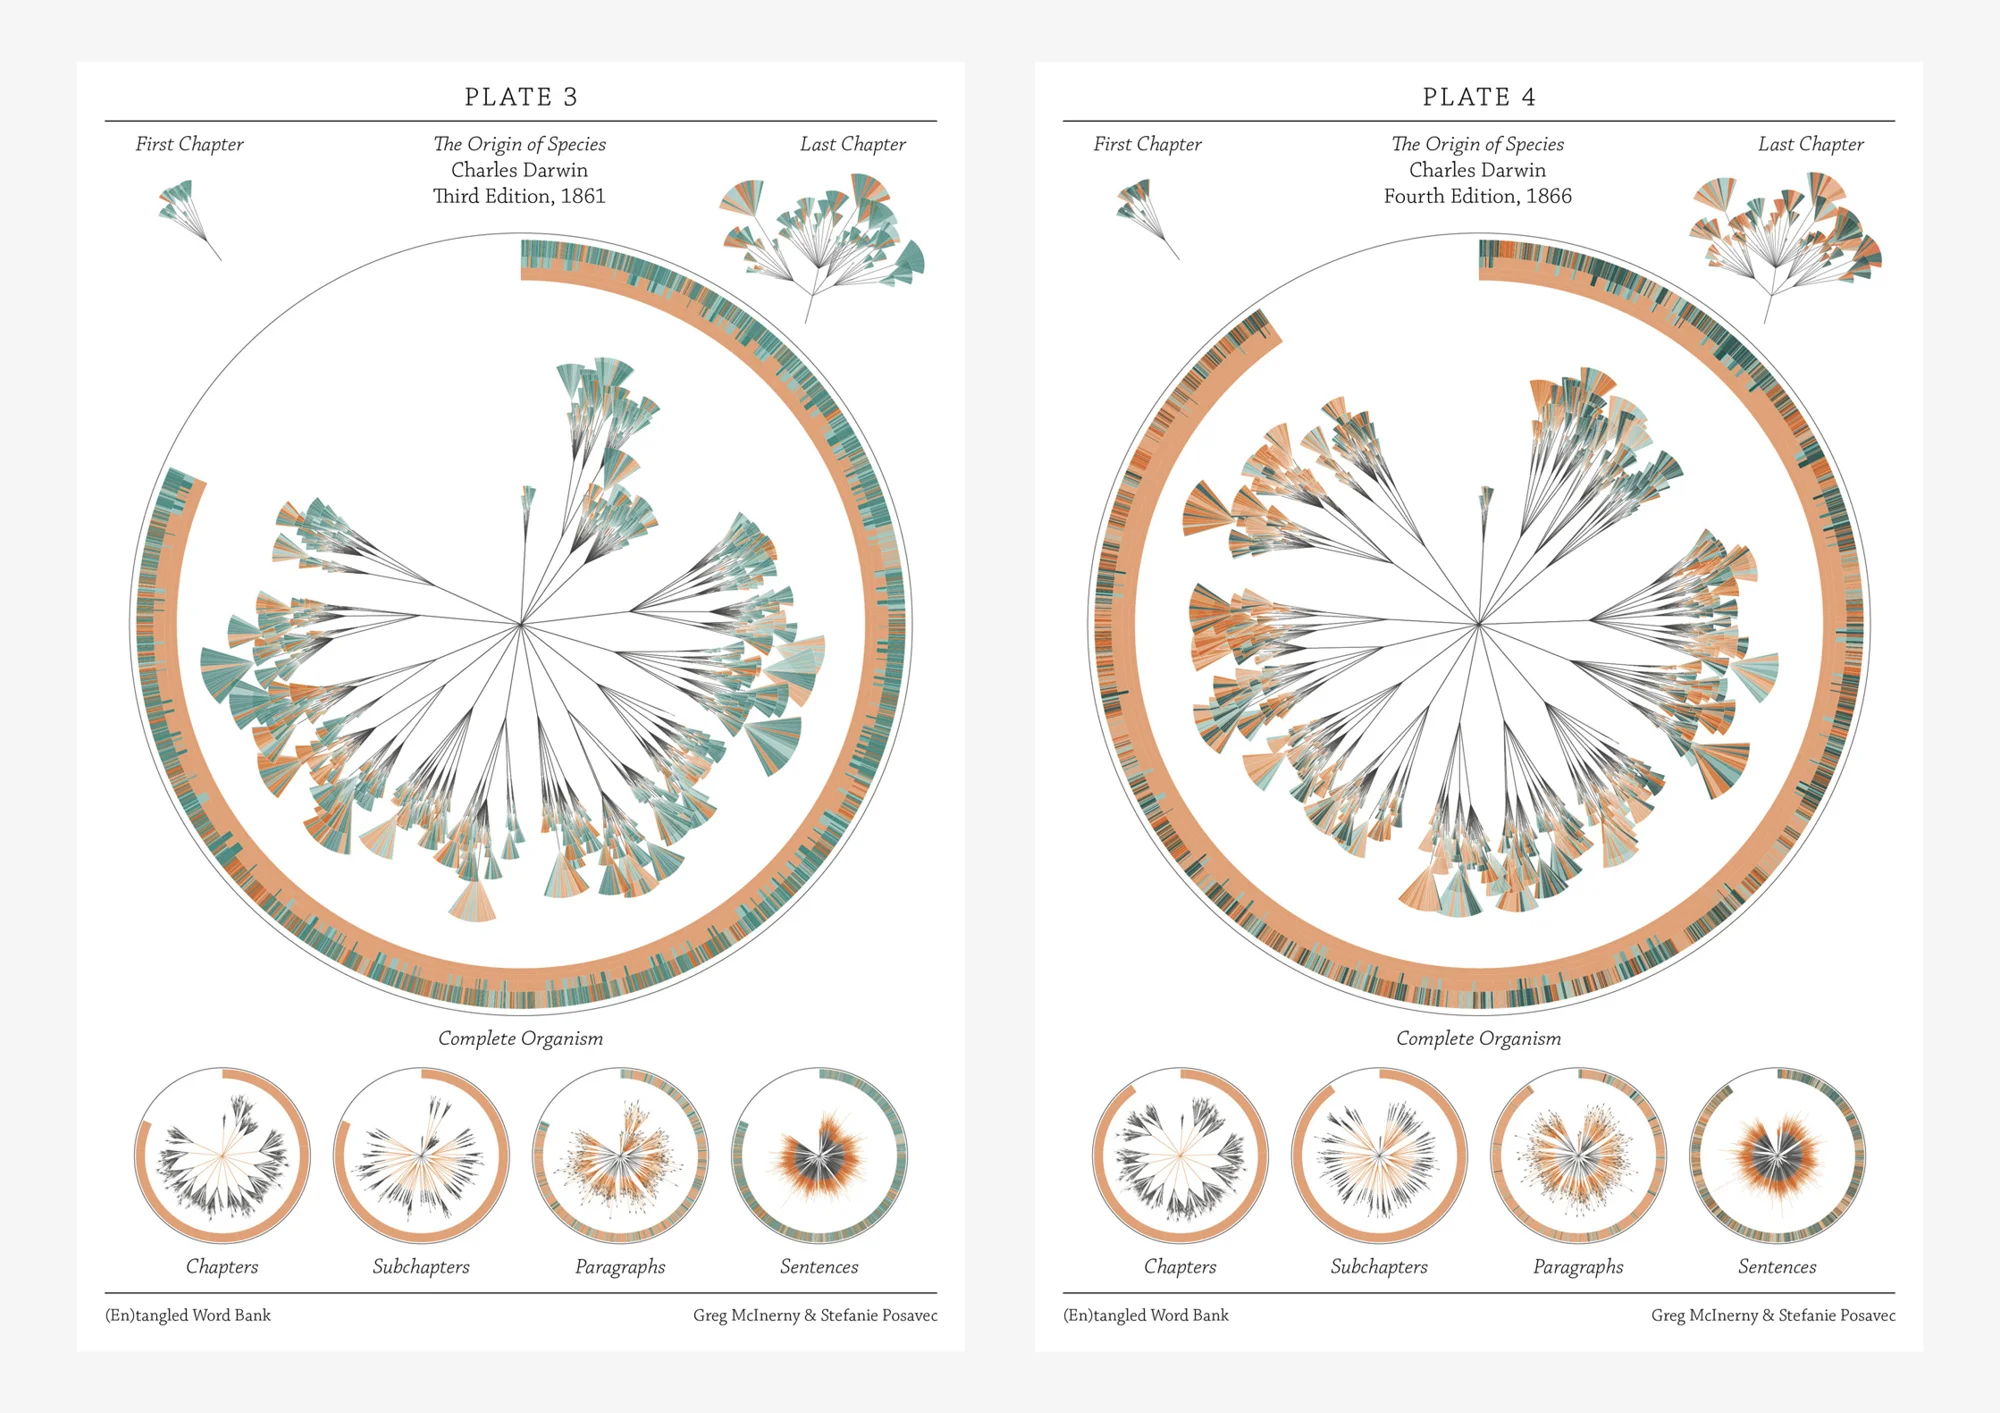 PLATE 3
First Chapter
The Origin of Species
Charles Darwin
Third Edition, 1861
Last Chapter
Complete Organism
Chapters
Subchapters
Paragraphs
Sentences
(En)tangled Word Bank
Greg McInerny & Stefanie Posavec
PLATE 4
First Chapter
The Origin of Species
Charles Darwin
Fourth Edition, 1866
Last Chapter
Complete Organism
Chapters
Subchapters
Paragraphs
Sentences
(En)tangled Word Bank
Greg McInerny & Stefanie Posavec